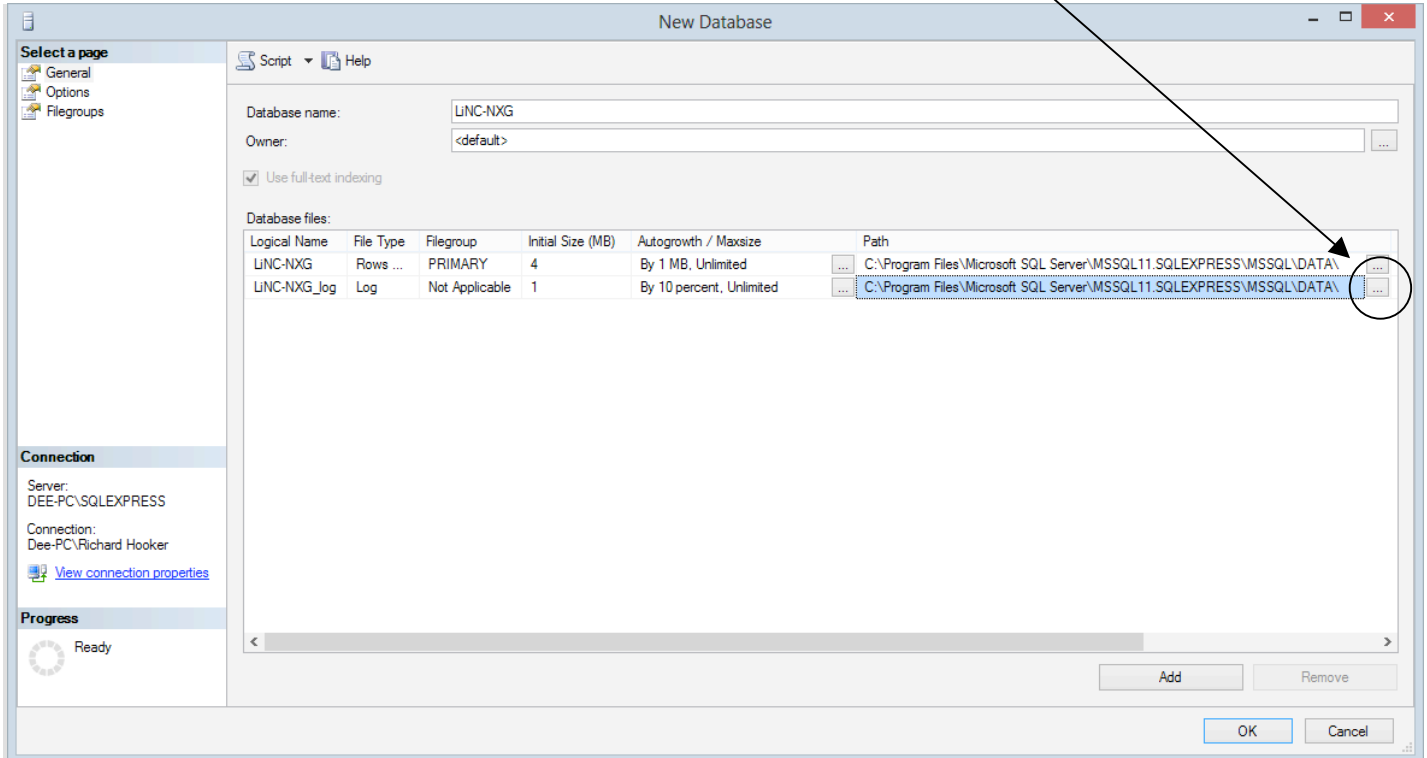 New Database
Select a page
General
Options
Filegroups
Script Help
Database name: LiNC-NXG
Owner: <default> ...
Use full-text indexing
Database files:
Logical Name File Type Filegroup Initial Size (MB) Autogrowth / Maxsize Path
LiNC-NXG Rows ... PRIMARY 4 By 1 MB, Unlimited ... C:\Program Files\Microsoft SQL Server\MSSQL11.SQLEXPRESS\MSSQL\DATA\ ...
LiNC-NXG_log Log Not Applicable 1 By 10 percent, Unlimited ... C:\Program Files\Microsoft SQL Server\MSSQL11.SQLEXPRESS\MSSQL\DATA\ ...
Connection
Server:
DEE-PC\SQLEXPRESS
Connection:
Dee-PC\Richard Hooker
View connection properties
Progress
Ready
Add Remove
OK Cancel